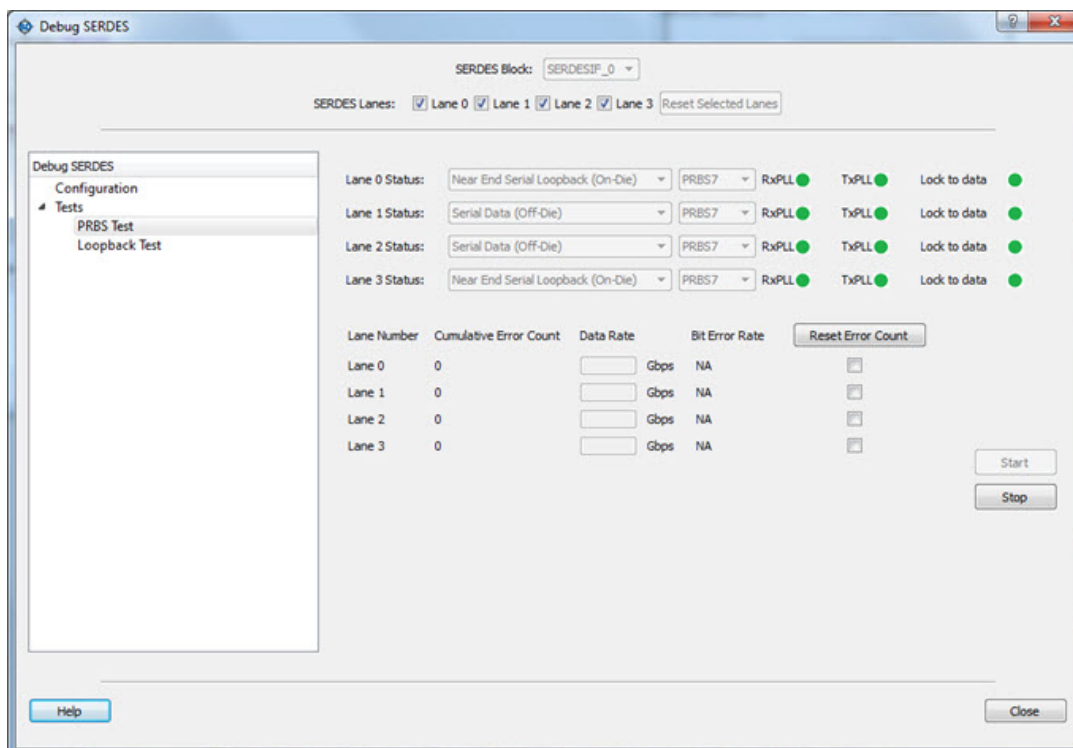 Debug SERDES
SERDES Block: SERDESIF_0
SERDES Lanes: Lane 0 Lane 1 Lane 2 Lane 3 Reset Selected Lanes
Debug SERDES
Configuration
Tests
PRBS Test
Loopback Test
Lane 0 Status: Near End Serial Loopback (On-Die) PRBS7 RxPLL TxPLL Lock to data
Lane 1 Status: Serial Data (Off-Die) PRBS7 RxPLL TxPLL Lock to data
Lane 2 Status: Serial Data (Off-Die) PRBS7 RxPLL TxPLL Lock to data
Lane 3 Status: Near End Serial Loopback (On-Die) PRBS7 RxPLL TxPLL Lock to data
Lane Number Cumulative Error Count Data Rate Bit Error Rate Reset Error Count
Lane 0 0 Gbps NA
Lane 1 0 Gbps NA
Lane 2 0 Gbps NA
Lane 3 0 Gbps NA
Start
Stop
Help Close